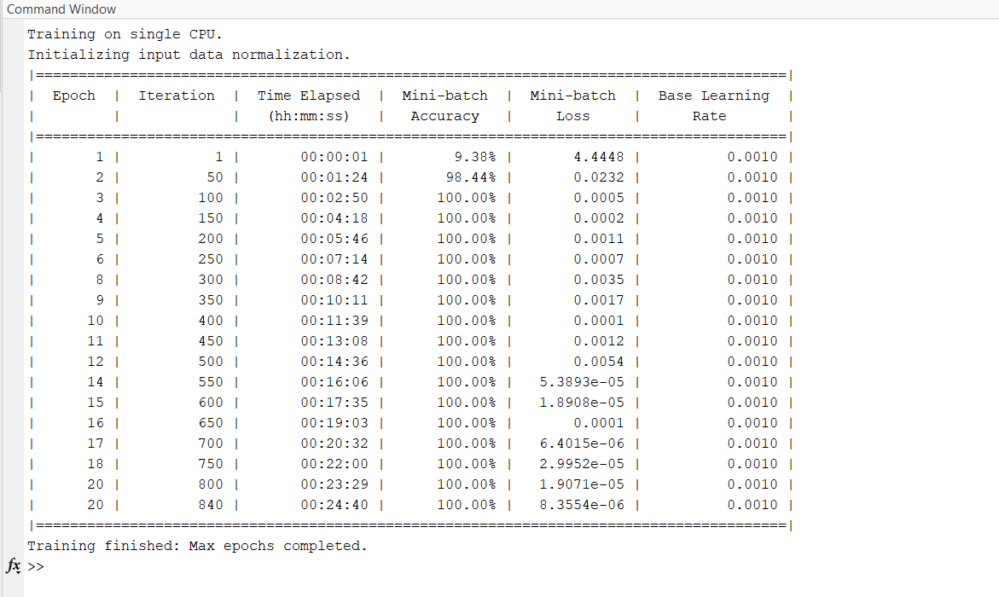 Command Window
Training on single CPU.
Initializing input data normalization.
|========================================================================================|
|  Epoch  |  Iteration  |  Time Elapsed  |  Mini-batch  |  Mini-batch  |  Base Learning  |
|         |             |   (hh:mm:ss)   |   Accuracy   |     Loss     |      Rate       |
|========================================================================================|
|       1 |           1 |       00:00:01 |        9.38% |       4.4448 |          0.0010 |
|       2 |          50 |       00:01:24 |       98.44% |       0.0232 |          0.0010 |
|       3 |         100 |       00:02:50 |      100.00% |       0.0005 |          0.0010 |
|       4 |         150 |       00:04:18 |      100.00% |       0.0002 |          0.0010 |
|       5 |         200 |       00:05:46 |      100.00% |       0.0011 |          0.0010 |
|       6 |         250 |       00:07:14 |      100.00% |       0.0007 |          0.0010 |
|       8 |         300 |       00:08:42 |      100.00% |       0.0035 |          0.0010 |
|       9 |         350 |       00:10:11 |      100.00% |       0.0017 |          0.0010 |
|      10 |         400 |       00:11:39 |      100.00% |       0.0001 |          0.0010 |
|      11 |         450 |       00:13:08 |      100.00% |       0.0012 |          0.0010 |
|      12 |         500 |       00:14:36 |      100.00% |       0.0054 |          0.0010 |
|      14 |         550 |       00:16:06 |      100.00% |   5.3893e-05 |          0.0010 |
|      15 |         600 |       00:17:35 |      100.00% |   1.8908e-05 |          0.0010 |
|      16 |         650 |       00:19:03 |      100.00% |       0.0001 |          0.0010 |
|      17 |         700 |       00:20:32 |      100.00% |   6.4015e-06 |          0.0010 |
|      18 |         750 |       00:22:00 |      100.00% |   2.9952e-05 |          0.0010 |
|      20 |         800 |       00:23:29 |      100.00% |   1.9071e-05 |          0.0010 |
|      20 |         840 |       00:24:40 |      100.00% |   8.3554e-06 |          0.0010 |
|========================================================================================|
Training finished: Max epochs completed.
fx >>